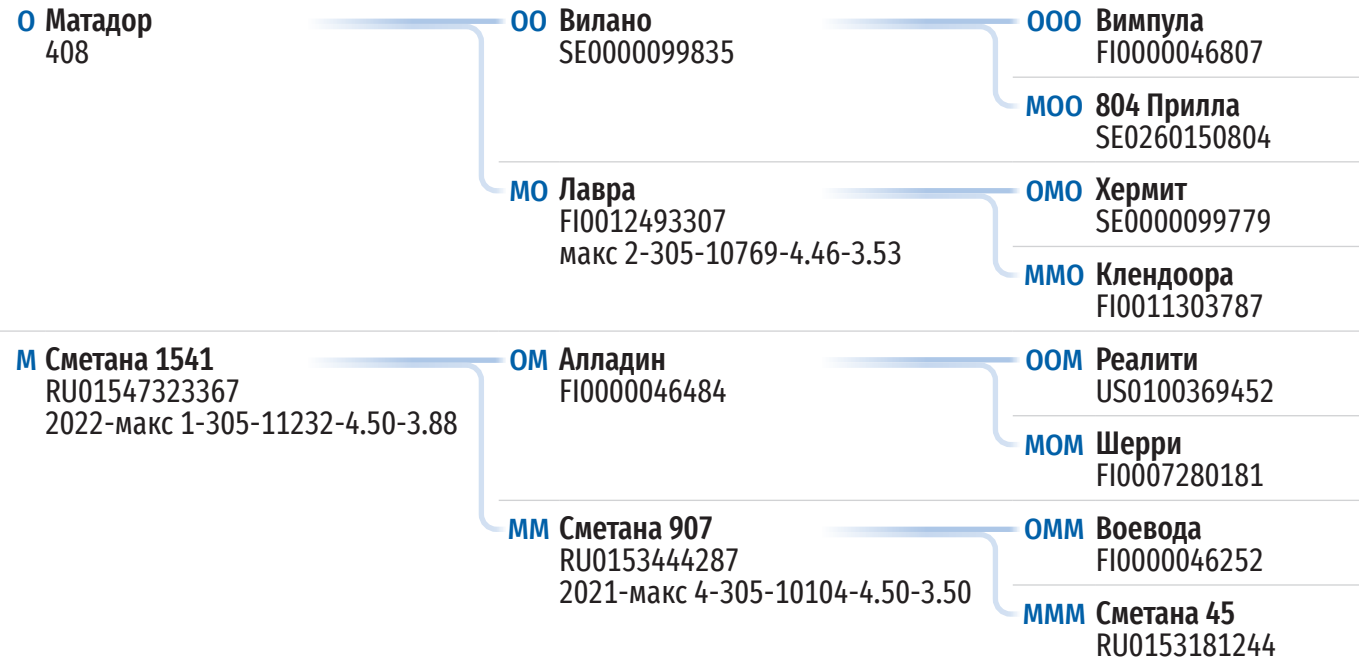 О Матадор
408
ОО Вилано
SE0000099835
ООО Вимпула
FI0000046807
МОО 804 Прилла
SE0260150804
МО Лавра
FI0012493307
макс 2-305-10769-4.46-3.53
ОМО Хермит
SE0000099779
ММО Клендоора
FI0011303787
М Сметана 1541
RU01547323367
2022-макс 1-305-11232-4.50-3.88
ОМ Алладин
FI0000046484
ООМ Реалити
US0100369452
МОМ Шерри
FI0007280181
ММ Сметана 907
RU0153444287
2021-макс 4-305-10104-4.50-3.50
ОММ Воевода
FI0000046252
МММ Сметана 45
RU0153181244